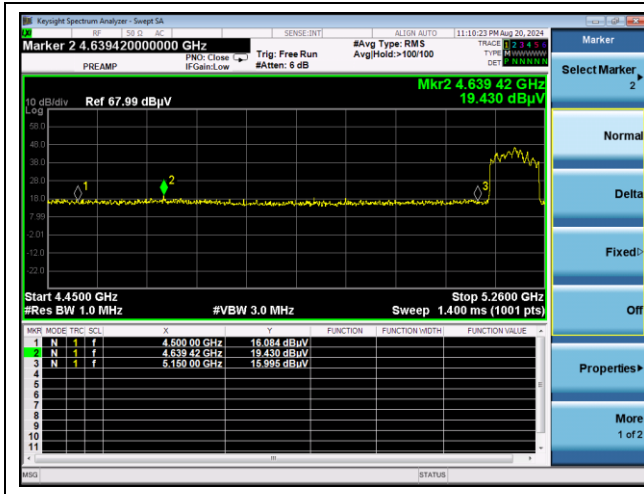 Keysight Spectrum Analyzer - Swept SA
RF 50 Ω AC SENSE:INT ALIGN AUTO 11:10:23 PM Aug 20, 2024
Marker 2 4.639420000000 GHz
PREAMP
PNO: Close
IFGain:Low
Trig: Free Run
#Atten: 6 dB
#Avg Type: RMS
Avg|Hold:>100/100
TRACE 1 2 3 4 5 6
TYPE M W W W W W
DET P N N N N N
Mkr2 4.639 42 GHz
19.430 dBµV
10 dB/div Ref 67.99 dBµV
Log
58.0
48.0
38.0
28.0
18.0
7.99
-2.01
-12.0
-22.0
1
2
3
Start 4.4500 GHz Stop 5.2600 GHz
#Res BW 1.0 MHz #VBW 3.0 MHz Sweep 1.400 ms (1001 pts)
MKR MODE TRC SCL X Y FUNCTION FUNCTION WIDTH FUNCTION VALUE
1 N 1 f 4.500 00 GHz 16.084 dBµV
2 N 1 f 4.639 42 GHz 19.430 dBµV
3 N 1 f 5.150 00 GHz 15.995 dBµV
4
5
6
7
8
9
10
11
MSG STATUS
Marker
Select Marker
2
Normal
Delta
Fixed
Off
Properties
More
1 of 2